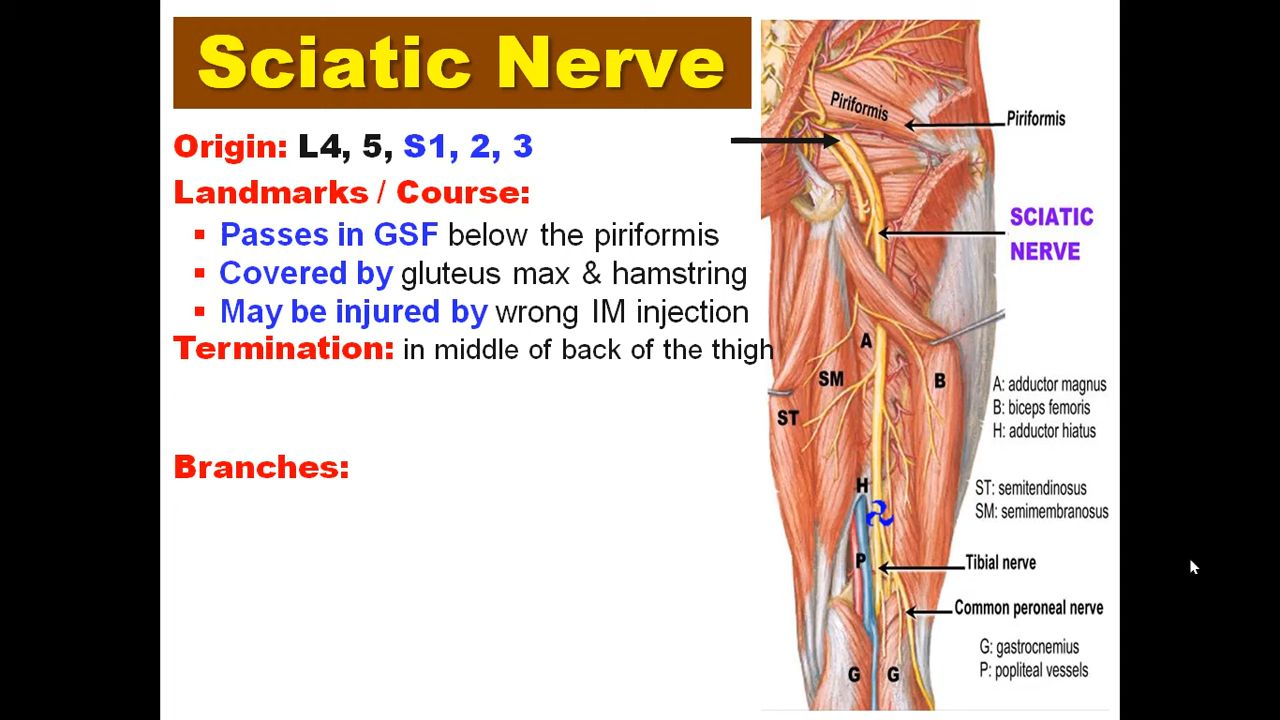 Sciatic Nerve
Origin: L4, 5, S1, 2, 3
Landmarks / Course:
▪ Passes in GSF below the piriformis
▪ Covered by gluteus max & hamstring
▪ May be injured by wrong IM injection
Termination: in middle of back of the thigh
Branches:
Piriformis
Piriformis
SCIATIC
NERVE
A
SM
B
ST
A: adductor magnus
B: biceps femoris
H: adductor hiatus
H
ST: semitendinosus
SM: semimembranosus
P
Tibial nerve
Common peroneal nerve
G: gastrocnemius
P: popliteal vessels
G
G